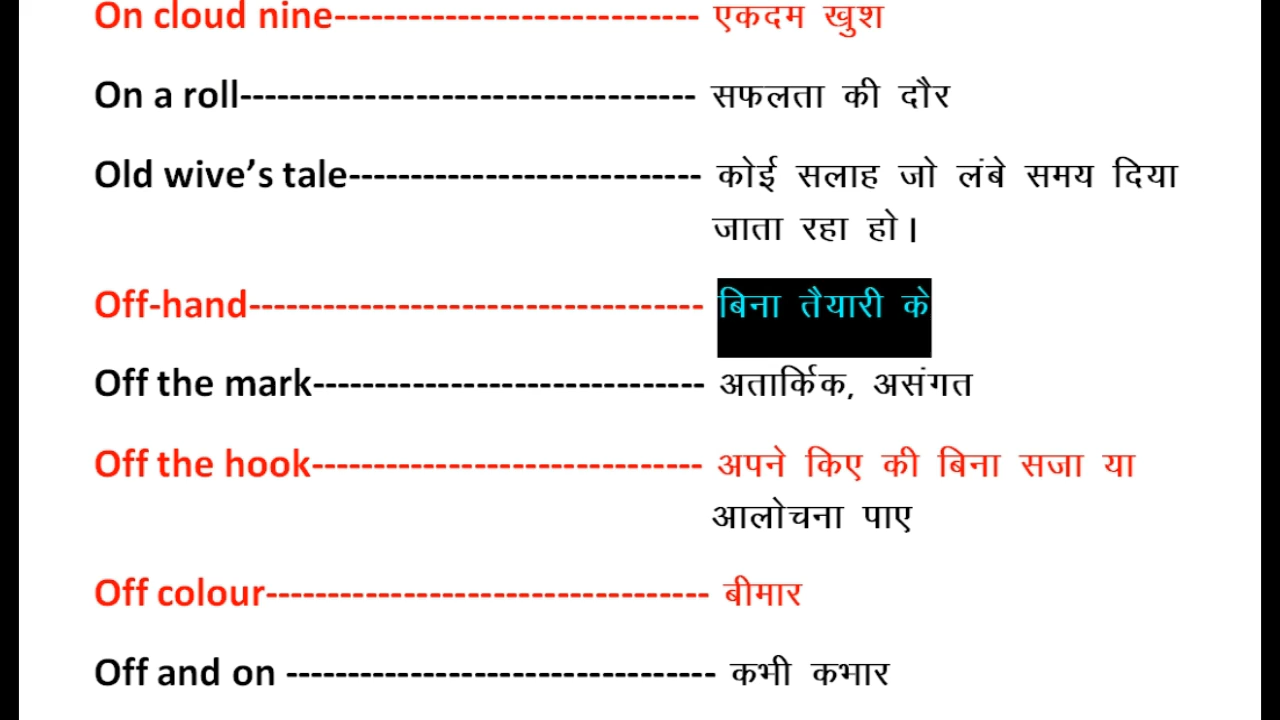 On cloud nine------------------------------ एकदम खुश
On a roll------------------------------------- सफलता की दौर
Old wive’s tale----------------------------- कोई सलाह जो लंबे समय दिया
जाता रहा हो।
Off-hand------------------------------------- बिना तैयारी के
Off the mark-------------------------------- अतार्किक, असंगत
Off the hook-------------------------------- अपने किए की बिना सजा या
आलोचना पाए
Off colour------------------------------------ बीमार
Off and on ----------------------------------- कभी कभार